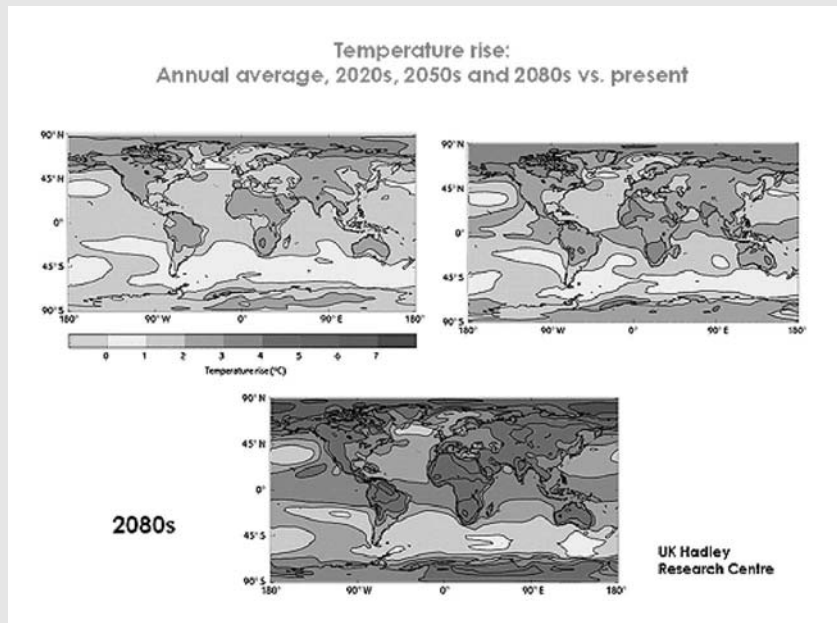 Temperature rise:
Annual average, 2020s, 2050s and 2080s vs. present
90° N
45° N
0°
45° S
90° S
180° 90° W 0° 90° E 180°
0 1 2 3 4 5 6 7
Temperature rise (°C)
90° N
45° N
0°
45° S
90° S
180° 90° W 0° 90° E 180°
90° N
45° N
0°
45° S
90° S
180° 90° W 0° 90° E 180°
2080s
UK Hadley
Research Centre